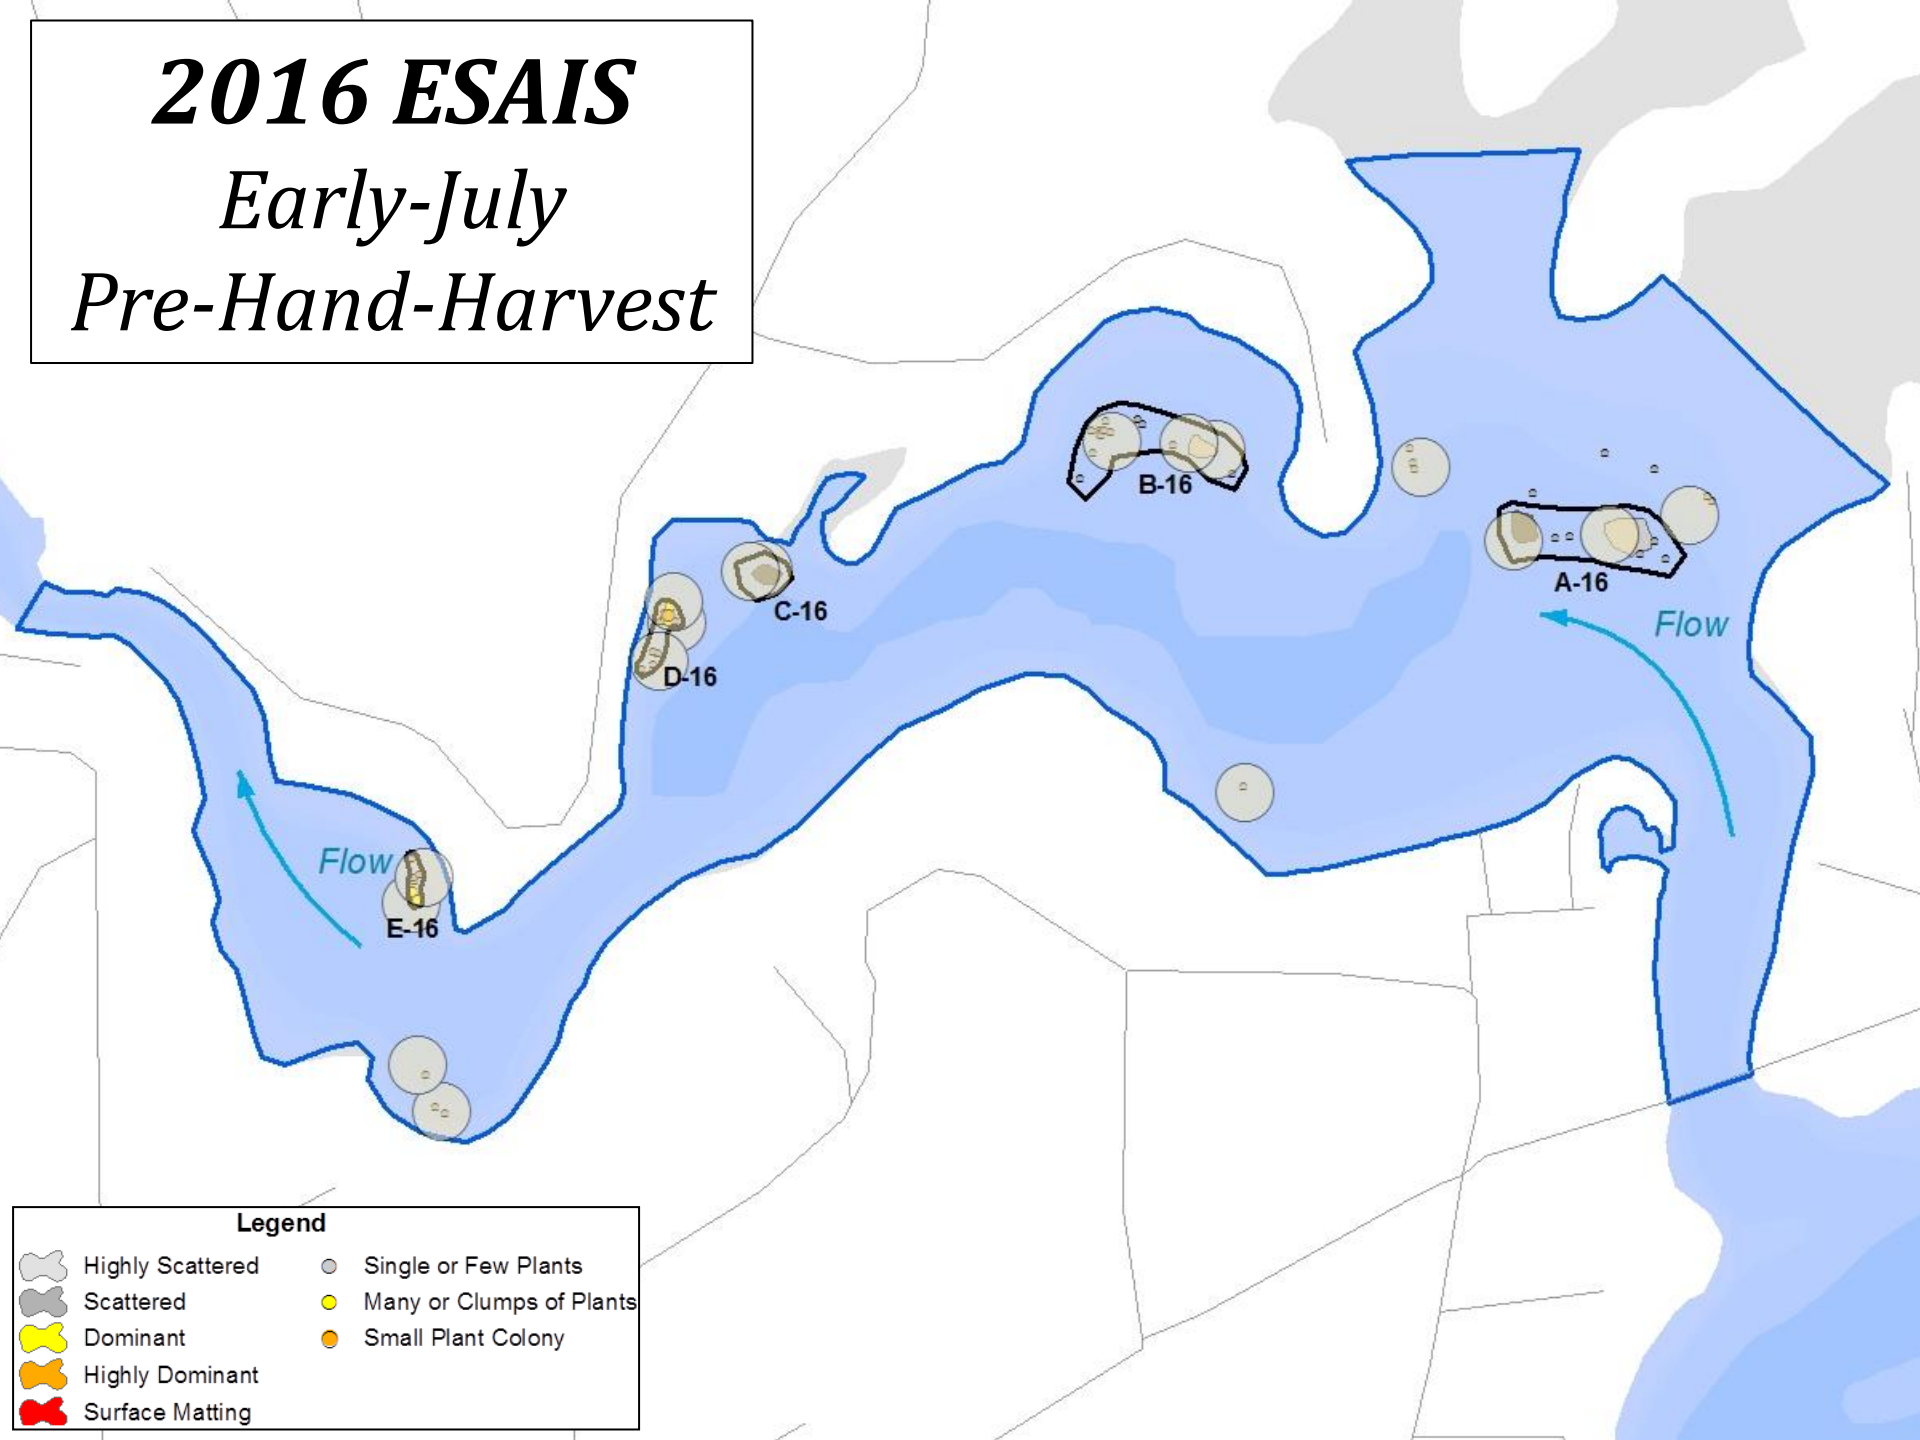 2016 ESAIS
Early-July
Pre-Hand-Harvest
B-16
A-16
Flow
C-16
D-16
Flow
E-16
Legend
Highly Scattered
Scattered
Dominant
Highly Dominant
Surface Matting
Single or Few Plants
Many or Clumps of Plants
Small Plant Colony